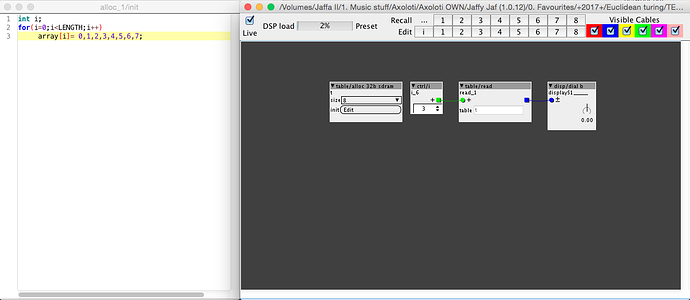 alloc_1/init
1 int i;
2 for(i=0;i<LENGTH;i++)
3 array[i]= 0,1,2,3,4,5,6,7;
/Volumes/Jaffa II/1. Music stuff/Axoloti/Axoloti OWN/Jaffy Jaf (1.0.12)/0. Favourites/+2017+/Euclidean turing/TE...
Live
DSP load 2% Preset
Recall ... 1 2 3 4 5 6 7 8
Edit i 1 2 3 4 5 6 7 8
Visible Cables
table/alloc 32b sdram
size 8
init Edit
ctrl/i
i_6
3
table/read
read_1
table 1
disp/dial b
0.00